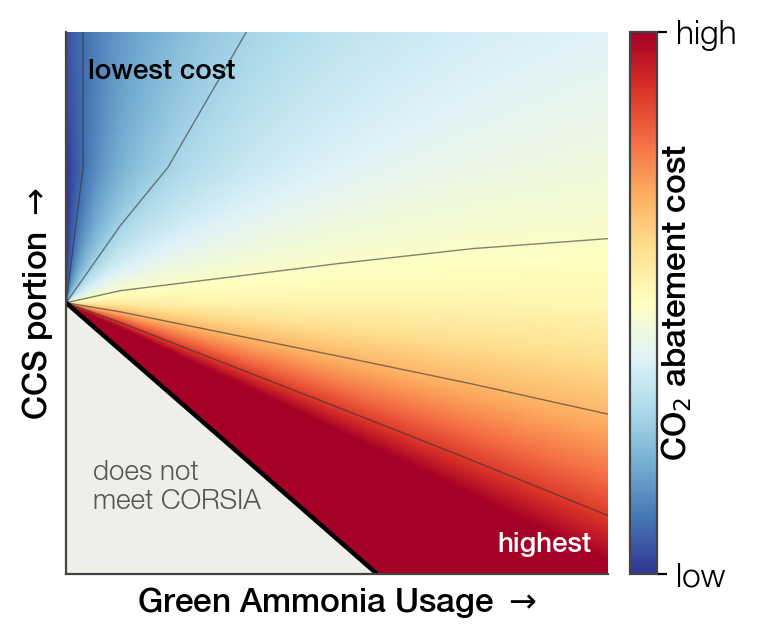 high
lowest cost
CO₂ abatement cost
CCS portion →
does not
meet CORSIA
highest
low
Green Ammonia Usage →